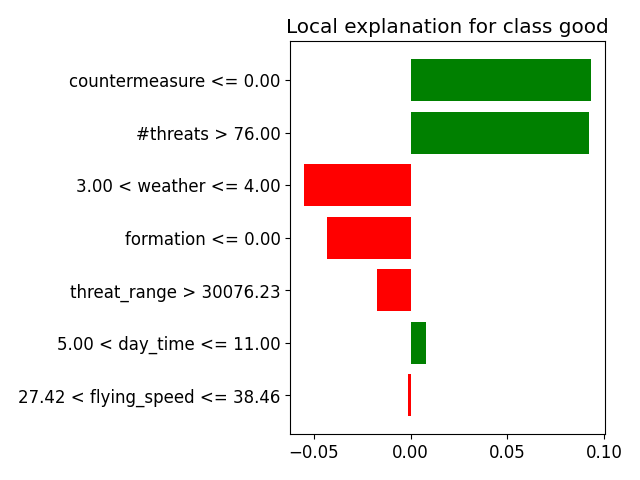 Local explanation for class good
countermeasure <= 0.00
#threats > 76.00
3.00 < weather <= 4.00
formation <= 0.00
threat_range > 30076.23
5.00 < day_time <= 11.00
27.42 < flying_speed <= 38.46
−0.05 0.00 0.05 0.10